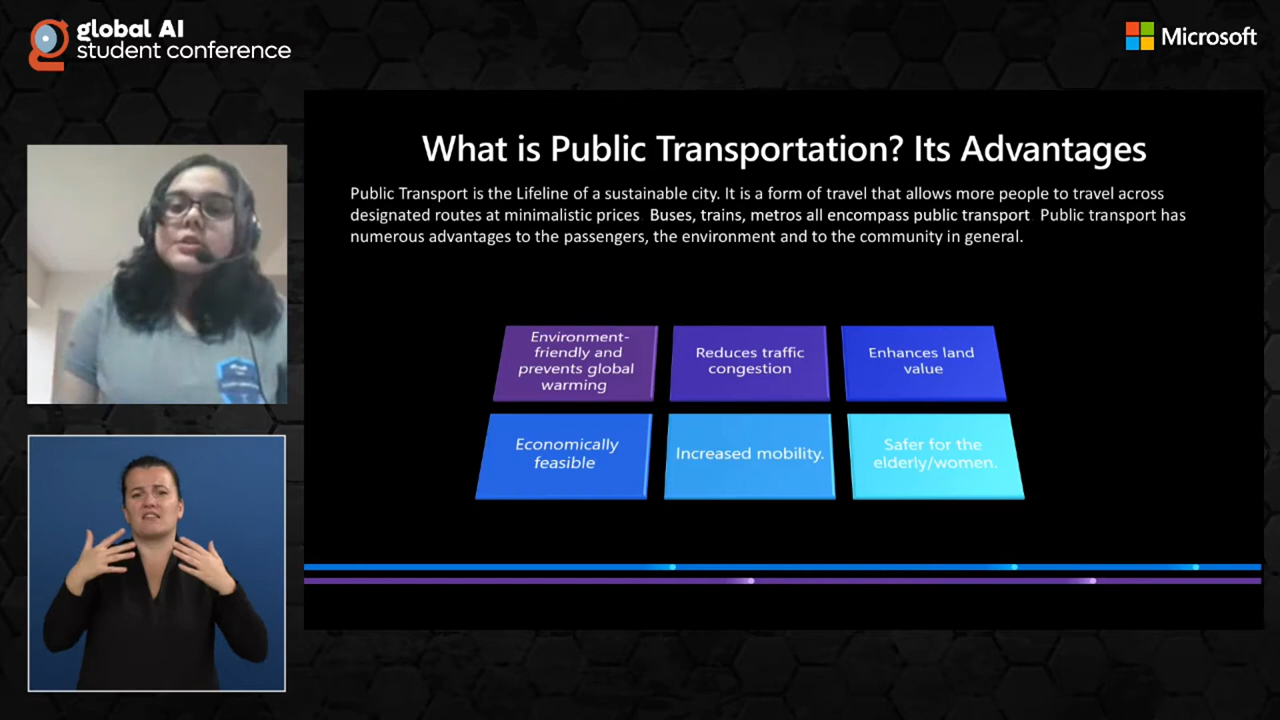 global AI
student conference
Microsoft
What is Public Transportation? Its Advantages
Public Transport is the Lifeline of a sustainable city. It is a form of travel that allows more people to travel across
designated routes at minimalistic prices Buses, trains, metros all encompass public transport Public transport has
numerous advantages to the passengers, the environment and to the community in general.
Environment-
friendly and
prevents global
warming
Reduces traffic
congestion
Enhances land
value
Economically
feasible
Increased mobility.
Safer for the
elderly/women.